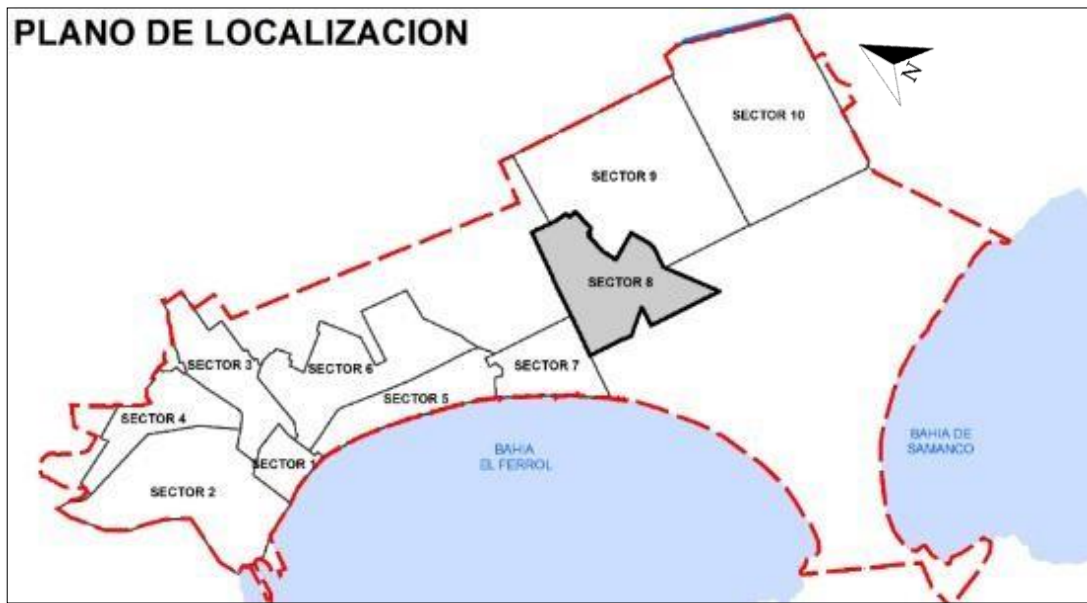 PLANO DE LOCALIZACION
N
SECTOR 10
SECTOR 9
SECTOR 8
SECTOR 3
SECTOR 6
SECTOR 7
SECTOR 5
SECTOR 4
SECTOR 1
SECTOR 2
BAHIA
EL FERROL
BAHIA DE
SAMANCO